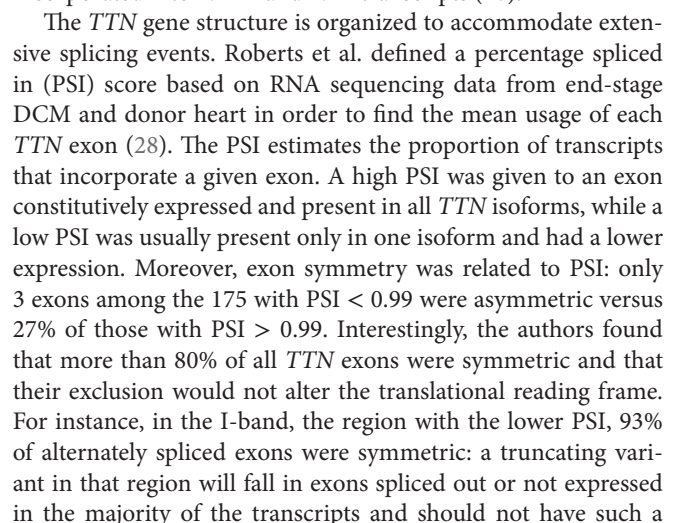 The TTN gene structure is organized to accommodate exten-
sive splicing events. Roberts et al. defined a percentage spliced
in (PSI) score based on RNA sequencing data from end-stage
DCM and donor heart in order to find the mean usage of each
TTN exon (28). The PSI estimates the proportion of transcripts
that incorporate a given exon. A high PSI was given to an exon
constitutively expressed and present in all TTN isoforms, while a
low PSI was usually present only in one isoform and had a lower
expression. Moreover, exon symmetry was related to PSI: only
3 exons among the 175 with PSI < 0.99 were asymmetric versus
27% of those with PSI > 0.99. Interestingly, the authors found
that more than 80% of all TTN exons were symmetric and that
their exclusion would not alter the translational reading frame.
For instance, in the I-band, the region with the lower PSI, 93%
of alternately spliced exons were symmetric: a truncating vari-
ant in that region will fall in exons spliced out or not expressed
in the majority of the transcripts and should not have such a